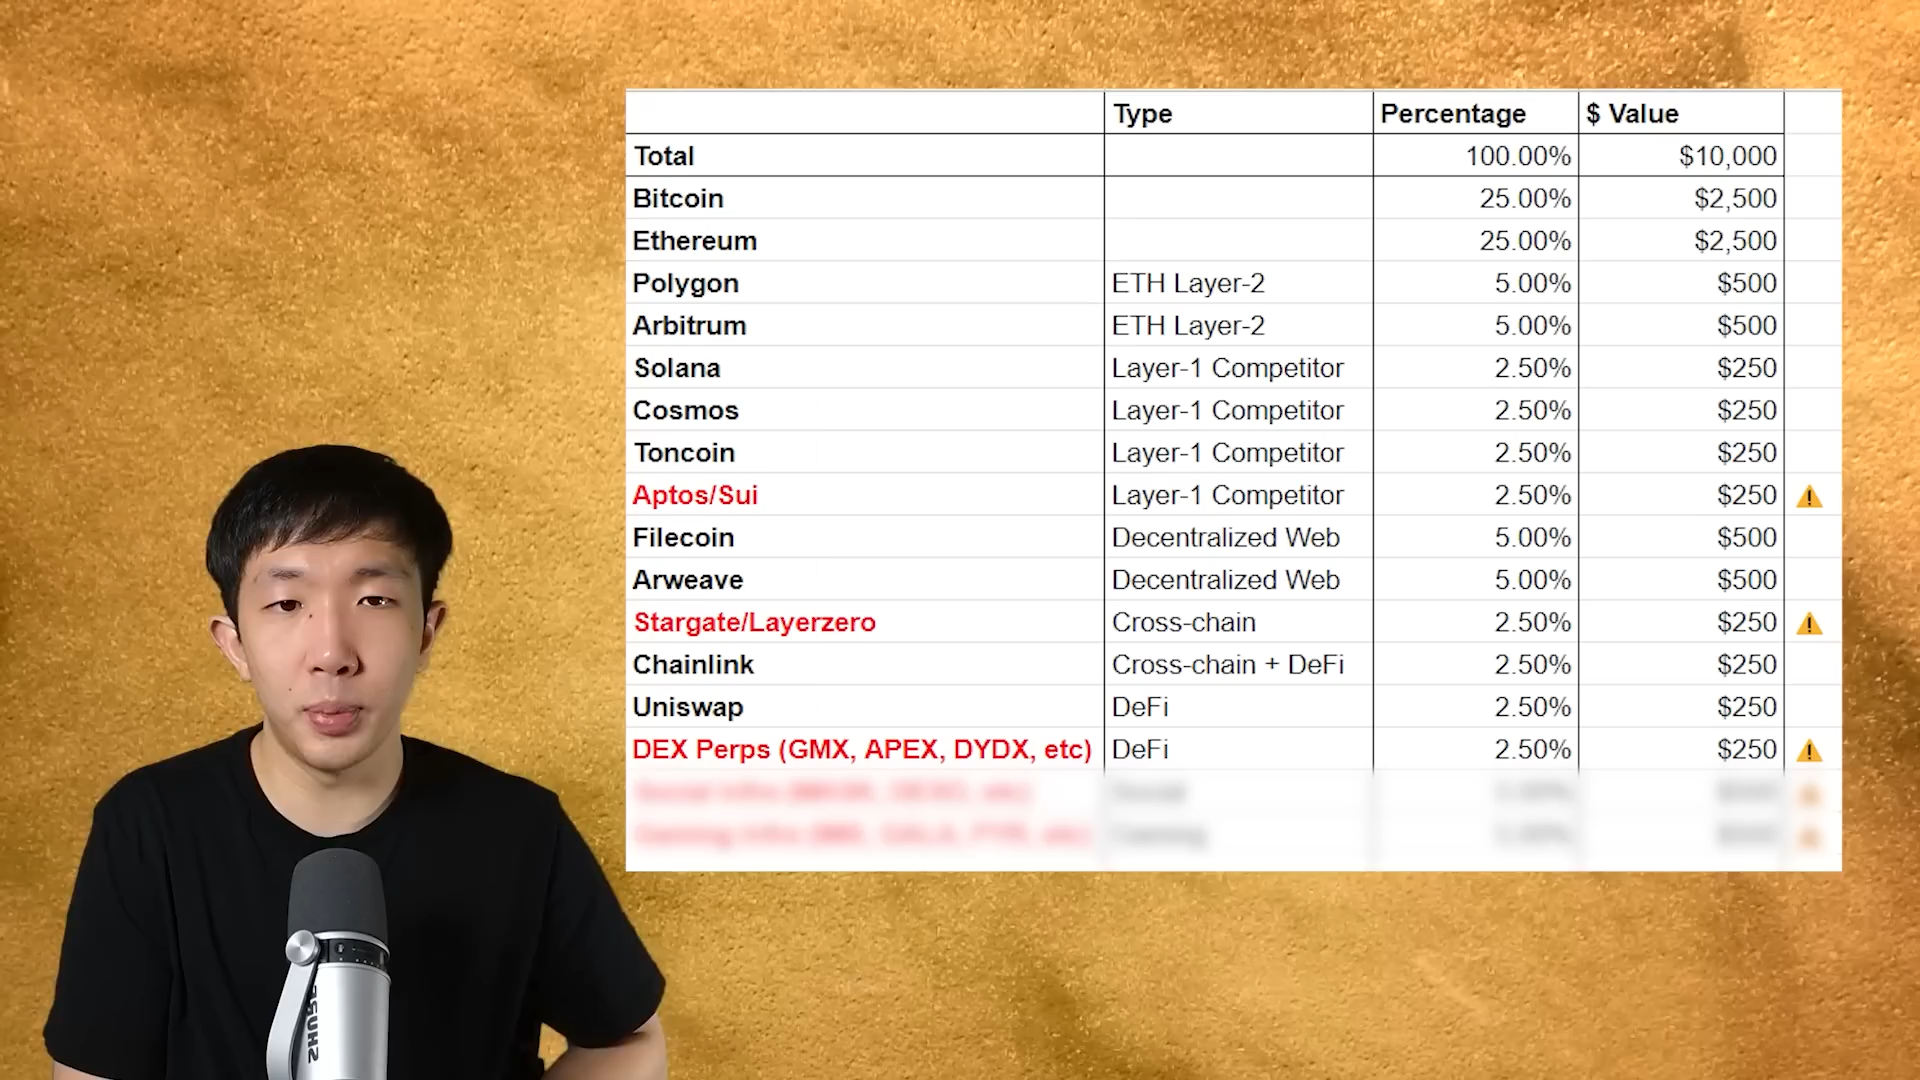 Type Percentage $ Value
Total 100.00% $10,000
Bitcoin 25.00% $2,500
Ethereum 25.00% $2,500
Polygon ETH Layer-2 5.00% $500
Arbitrum ETH Layer-2 5.00% $500
Solana Layer-1 Competitor 2.50% $250
Cosmos Layer-1 Competitor 2.50% $250
Toncoin Layer-1 Competitor 2.50% $250
Aptos/Sui Layer-1 Competitor 2.50% $250
Filecoin Decentralized Web 5.00% $500
Arweave Decentralized Web 5.00% $500
Stargate/Layerzero Cross-chain 2.50% $250
Chainlink Cross-chain + DeFi 2.50% $250
Uniswap DeFi 2.50% $250
DEX Perps (GMX, APEX, DYDX, etc) DeFi 2.50% $250